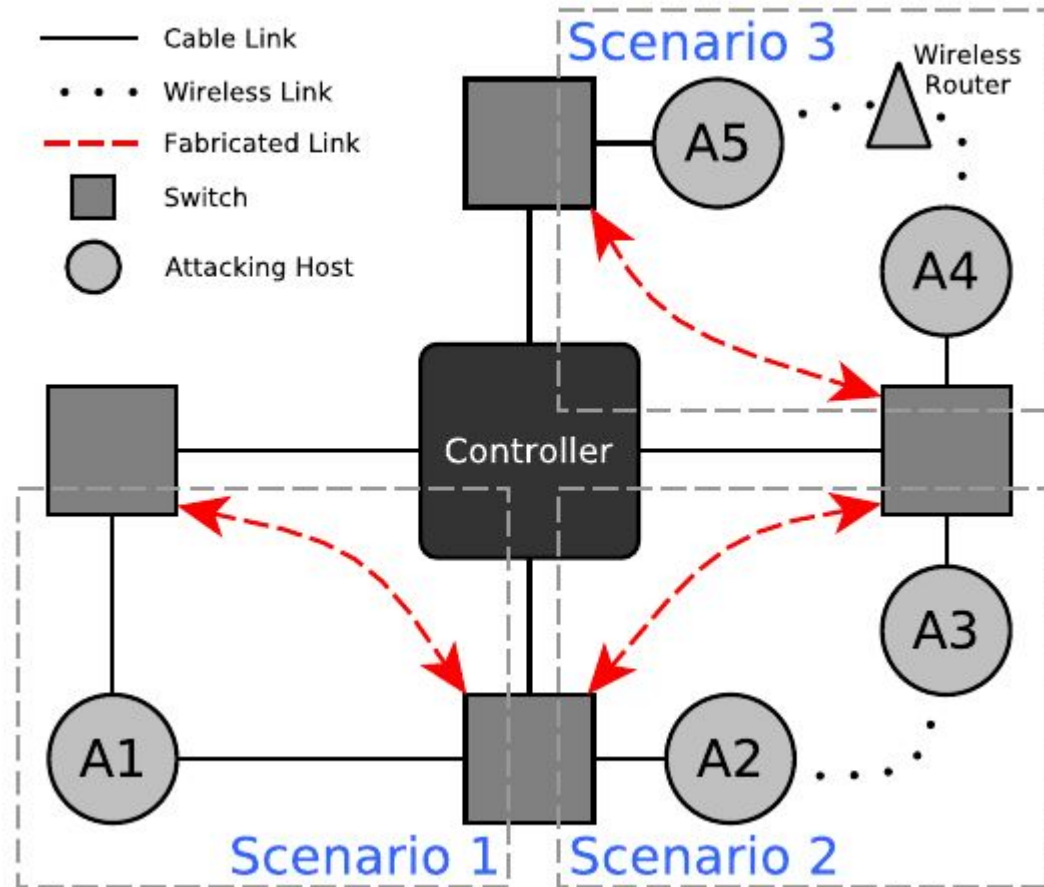 Cable Link
Wireless Link
Fabricated Link
Switch
Attacking Host
Scenario 3
Wireless
Router
A5
A4
Controller
A3
A1
A2
Scenario 1
Scenario 2